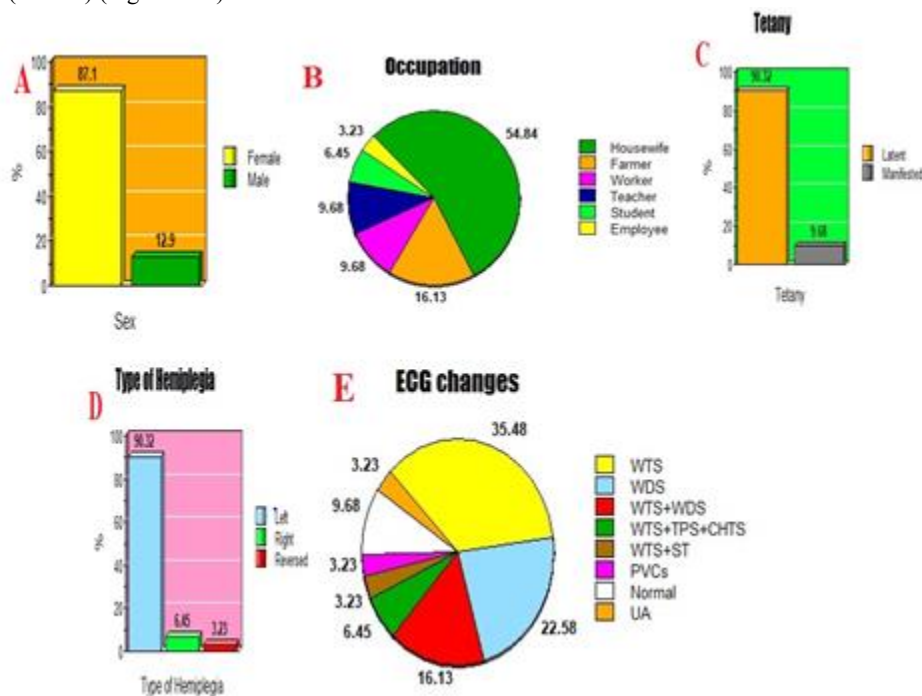 A
100
80
60
40
20
0
%
87.1
12.9
Female
Male
Sex
B
Occupation
54.84
16.13
9.68
9.68
6.45
3.23
Housewife
Farmer
Worker
Teacher
Student
Employee
C
Tetany
100
80
60
40
20
0
%
90.32
9.68
Latent
Manifested
Tetany
D
Type of Hemiplegia
100
80
60
40
20
0
%
90.32
6.45
3.23
Left
Right
Reversed
Type of Hemiplegia
E
ECG changes
35.48
22.58
16.13
6.45
3.23
3.23
9.68
3.23
WTS
WDS
WTS+WDS
WTS+TPS+CHTS
WTS+ST
PVCs
Normal
UA